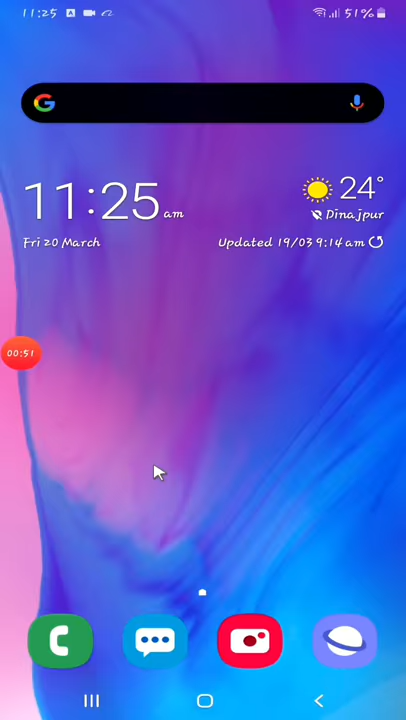 11:25 51%
11:25 am 24°
Dinajpur
Fri 20 March Updated 19/03 9:14 am
00:51